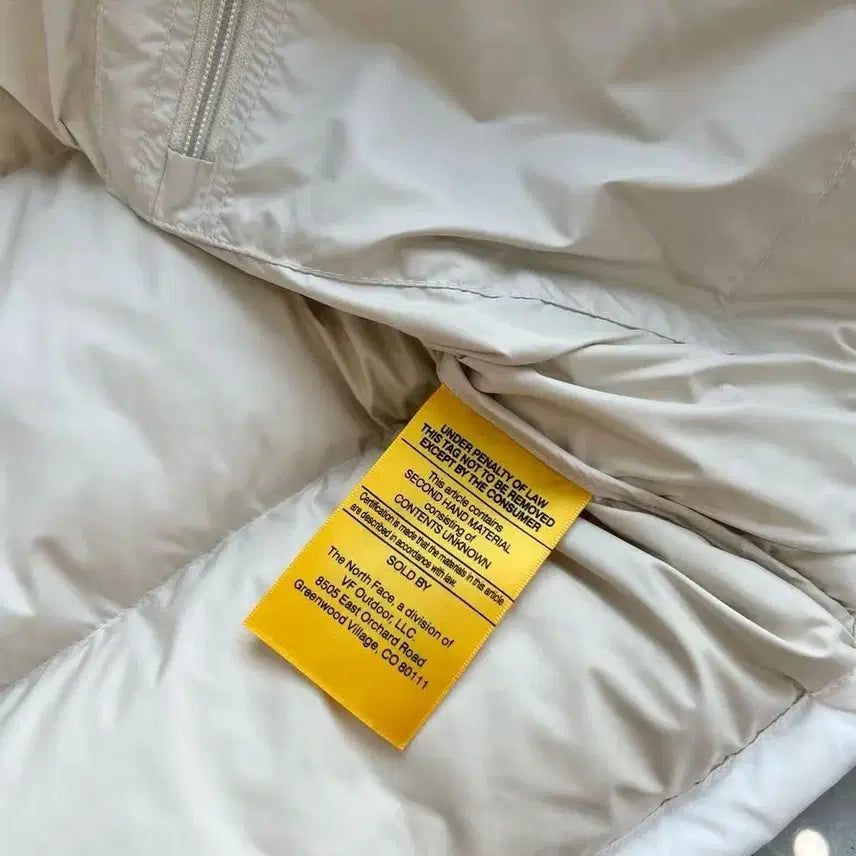 UNDER PENALTY OF LAW
THIS TAG NOT TO BE REMOVED
EXCEPT BY THE CONSUMER
This article contains
SECOND HAND MATERIAL
consisting of
CONTENTS UNKNOWN
Certification is made that the materials in this article
are described in accordance with law.
SOLD BY
The North Face, a division of
VF Outdoor, LLC.
8505 East Orchard Road
Greenwood Village, CO 80111